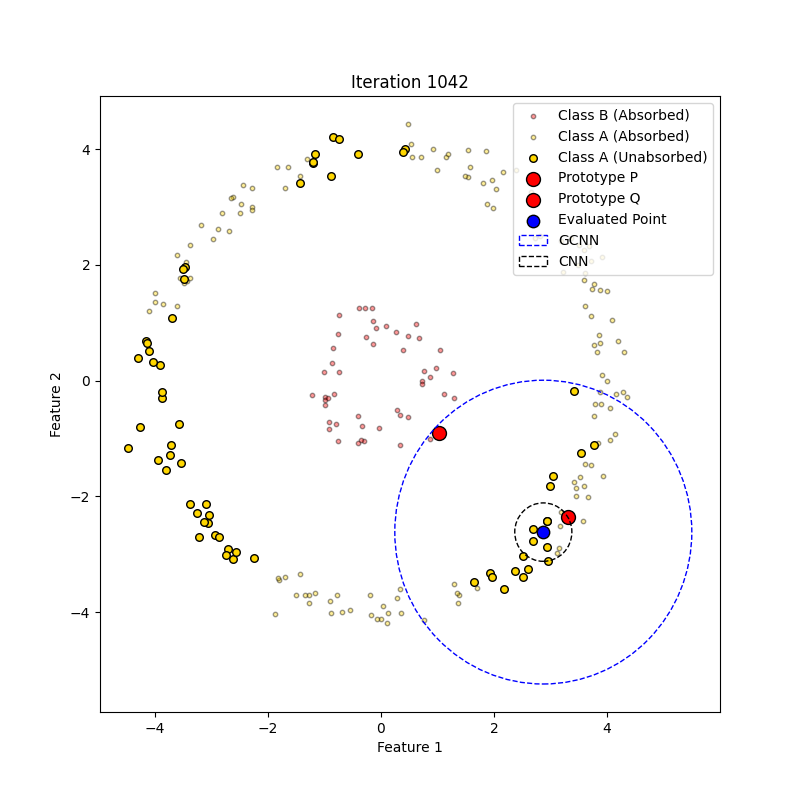 Iteration 1042
Class B (Absorbed)
Class A (Absorbed)
Class A (Unabsorbed)
Prototype P
Prototype Q
Evaluated Point
GCNN
CNN
4
2
0
−2
−4
Feature 2
−4
−2
0
2
4
Feature 1